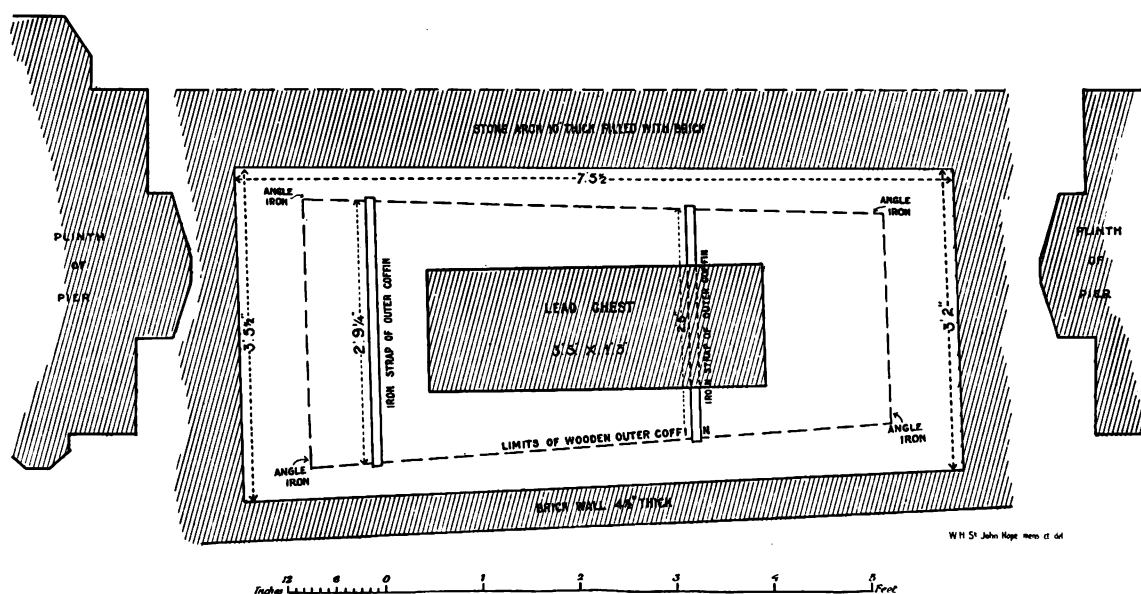 STONE ARCH 10" THICK FILLED WITH BRICK
7.5½
ANGLE
IRON
ANGLE
IRON
PLINTH
OF
PIER
PLINTH
OF
PIER
3'.5½"
2'.9¼"
IRON STRAP OF OUTER COFFIN
LEAD CHEST
3'.5" X 1'.3"
IRON STRAP OF OUTER COFFIN
3'.2"
LIMITS OF WOODEN OUTER COFFIN
ANGLE
IRON
ANGLE
IRON
BRICK WALL 4½" THICK
W H St John Hope mens et del
Inches 12 6 0 1 2 3 4 5 Feet